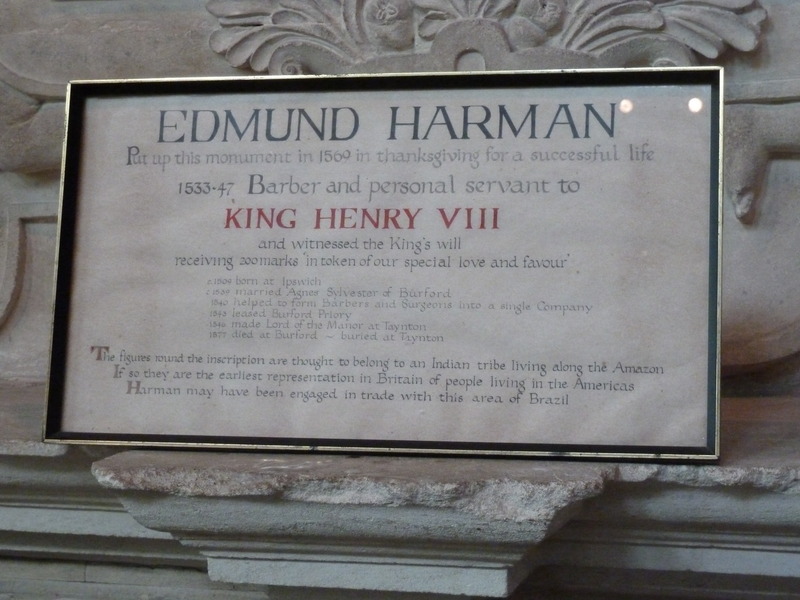 EDMUND HARMAN
Put up this monument in 1569 in thanksgiving for a successful life
1533-47 Barber and personal servant to
KING HENRY VIII
and witnessed the King's will
receiving 200 marks 'in token of our special love and favour'
c.1509 born at Ipswich
c.1539 married Agnes Sylvester of Burford
1540 helped to form Barbers and Surgeons into a single Company
1543 leased Burford Priory
1546 made Lord of the Manor at Taynton
1577 died at Burford – buried at Taynton
The figures round the inscription are thought to belong to an Indian tribe living along the Amazon
If so they are the earliest representation in Britain of people living in the Americas
Harman may have been engaged in trade with this area of Brazil